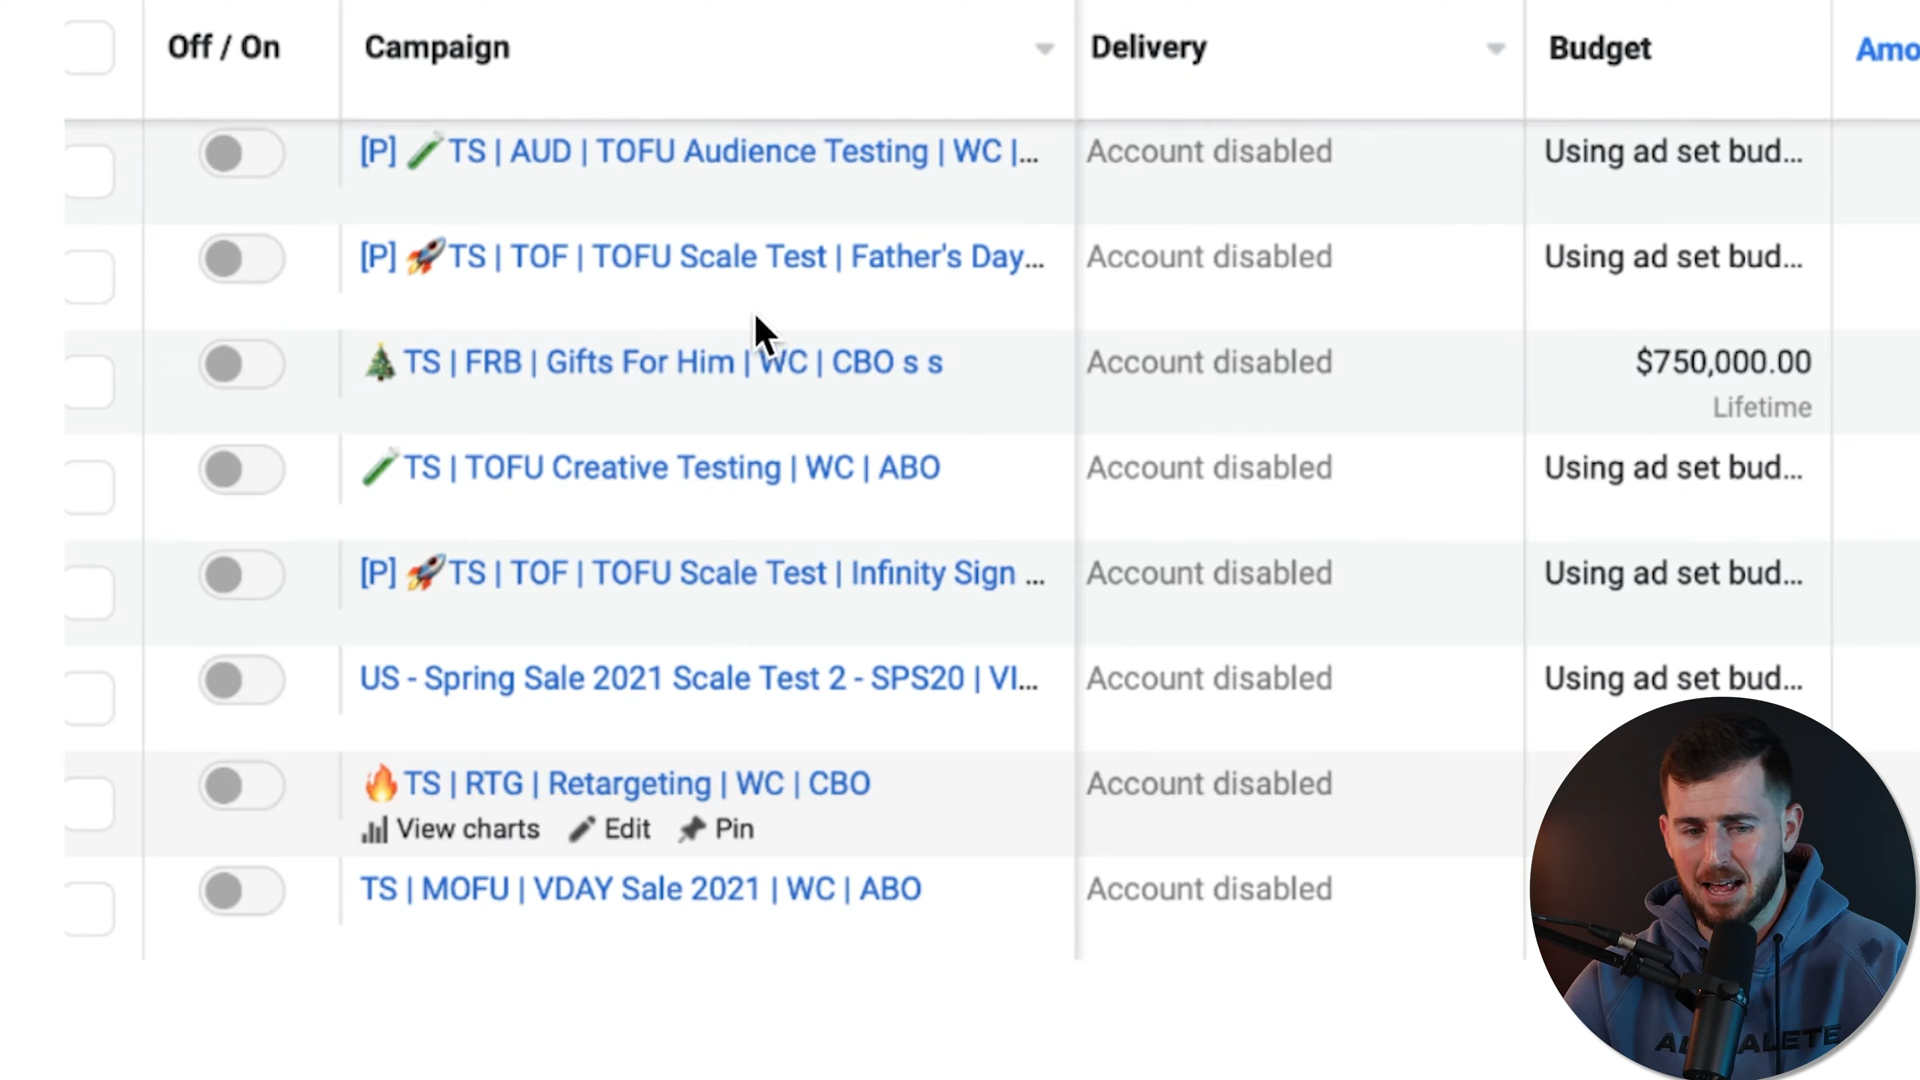 Off / On Campaign Delivery Budget Amo
[P] TS | AUD | TOFU Audience Testing | WC |... Account disabled Using ad set bud...
[P] TS | TOF | TOFU Scale Test | Father's Day... Account disabled Using ad set bud...
TS | FRB | Gifts For Him | WC | CBO s s Account disabled $750,000.00
Lifetime
TS | TOFU Creative Testing | WC | ABO Account disabled Using ad set bud...
[P] TS | TOF | TOFU Scale Test | Infinity Sign ... Account disabled Using ad set bud...
US - Spring Sale 2021 Scale Test 2 - SPS20 | VI... Account disabled Using ad set bud...
TS | RTG | Retargeting | WC | CBO Account disabled
View charts Edit Pin
TS | MOFU | VDAY Sale 2021 | WC | ABO Account disabled